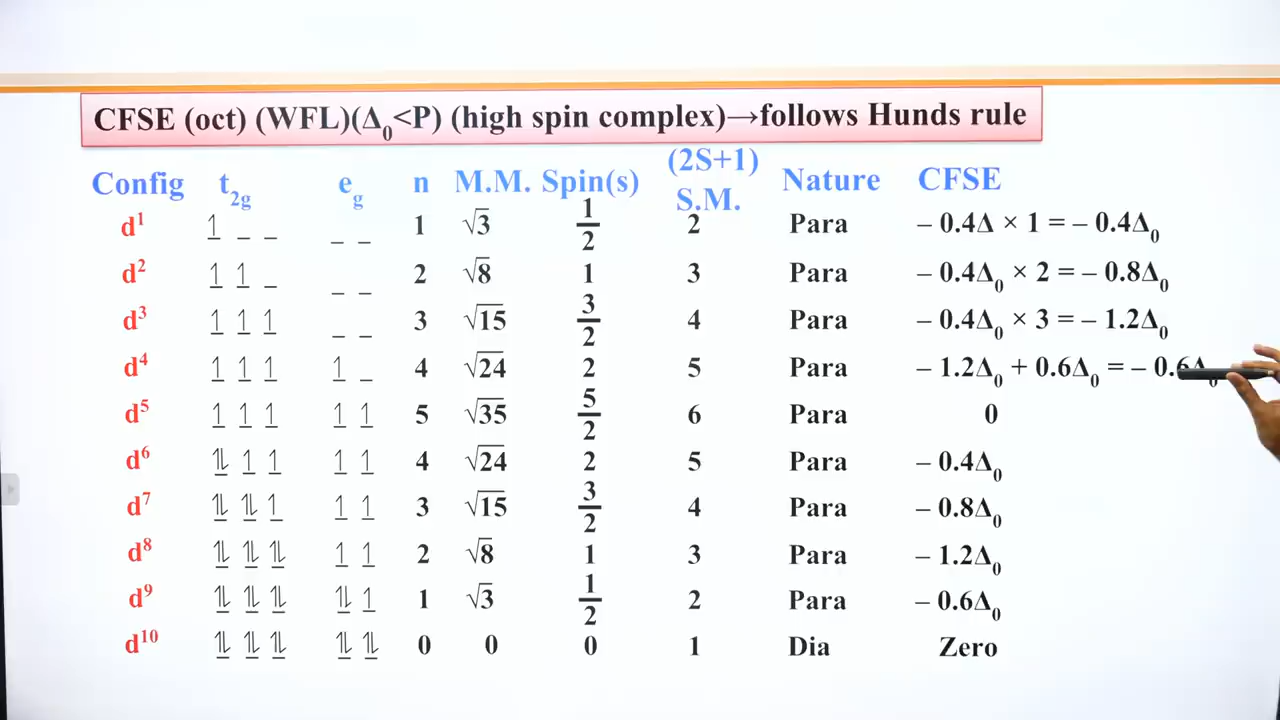 CFSE (oct) (WFL)(Δ₀<P) (high spin complex)→follows Hunds rule
Config t₂g eg n M.M. Spin(s) (2S+1) S.M. Nature CFSE
d¹ 1 _ _ _ _ 1 √3 1/2 2 Para – 0.4Δ × 1 = – 0.4Δ₀
d² 1 1 _ _ _ 2 √8 1 3 Para – 0.4Δ₀ × 2 = – 0.8Δ₀
d³ 1 1 1 _ _ 3 √15 3/2 4 Para – 0.4Δ₀ × 3 = – 1.2Δ₀
d⁴ 1 1 1 1 _ 4 √24 2 5 Para – 1.2Δ₀ + 0.6Δ₀ = – 0.6Δ₀
d⁵ 1 1 1 1 1 5 √35 5/2 6 Para 0
d⁶ 1l 1 1 1 1 4 √24 2 5 Para – 0.4Δ₀
d⁷ 1l 1l 1 1 1 3 √15 3/2 4 Para – 0.8Δ₀
d⁸ 1l 1l 1l 1 1 2 √8 1 3 Para – 1.2Δ₀
d⁹ 1l 1l 1l 1l 1 1 √3 1/2 2 Para – 0.6Δ₀
d¹⁰ 1l 1l 1l 1l 1l 0 0 0 1 Dia Zero